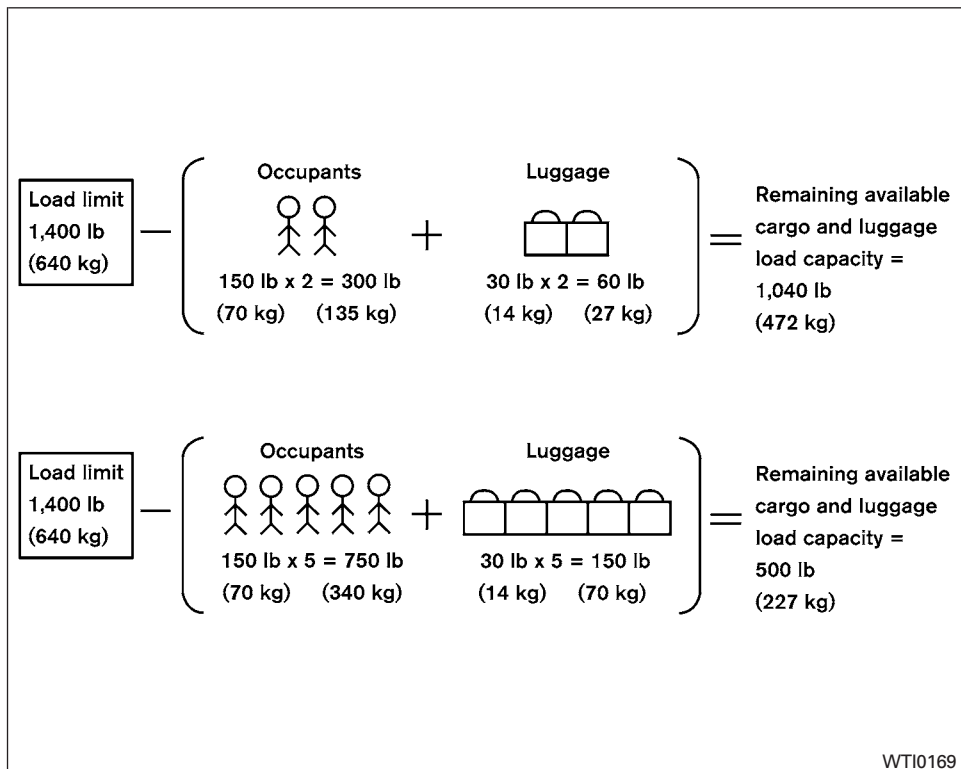 Load limit
1,400 lb
(640 kg)
Occupants
150 lb x 2 = 300 lb
(70 kg) (135 kg)
Luggage
30 lb x 2 = 60 lb
(14 kg) (27 kg)
Remaining available
cargo and luggage
load capacity =
1,040 lb
(472 kg)
Load limit
1,400 lb
(640 kg)
Occupants
150 lb x 5 = 750 lb
(70 kg) (340 kg)
Luggage
30 lb x 5 = 150 lb
(14 kg) (70 kg)
Remaining available
cargo and luggage
load capacity =
500 lb
(227 kg)
WTI0169